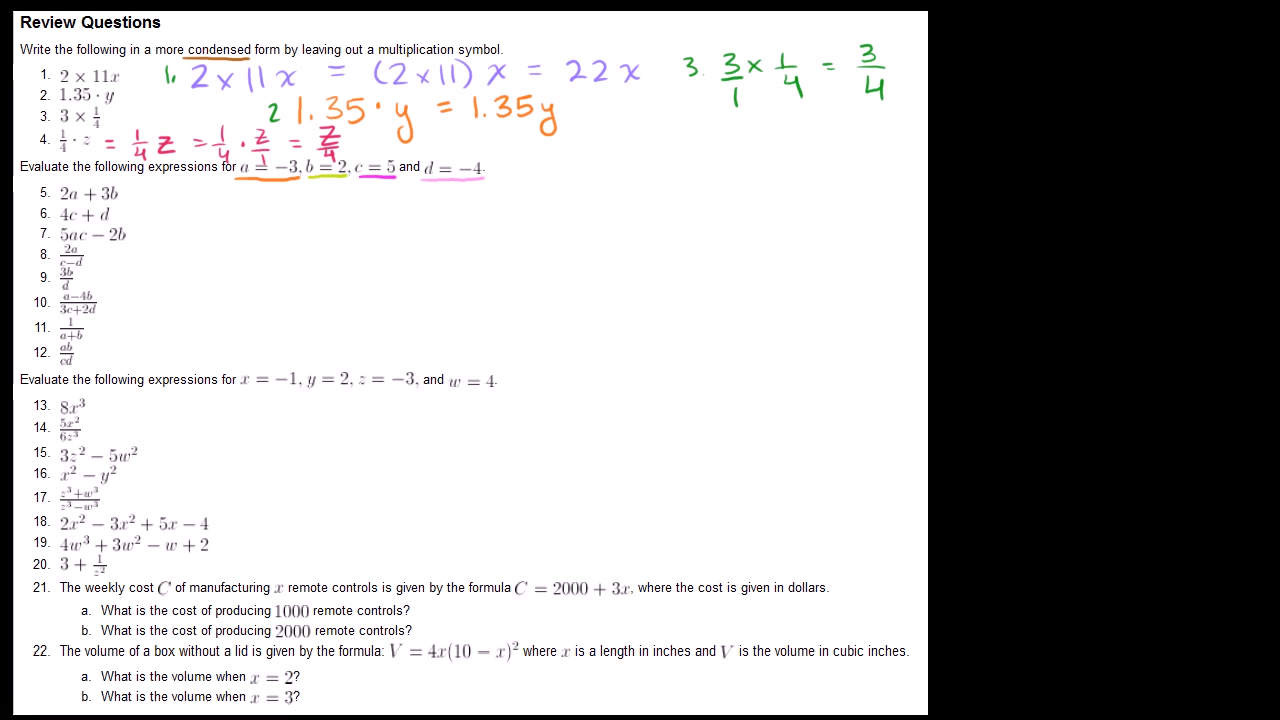 Review Questions
Write the following in a more condensed form by leaving out a multiplication symbol.
1. 2 × 11x
1. 2 x 11 x = (2 x 11) x = 22 x
3. 3/1 x 1/4 = 3/4
2. 1.35 · y
2 1.35 · y = 1.35y
3. 3 × 1/4
4. 1/4 · z = 1/4 z = 1/4 · z/1 = z/4
Evaluate the following expressions for a = −3, b = 2, c = 5 and d = −4.
5. 2a + 3b
6. 4c + d
7. 5ac − 2b
8. 2a/(c−d)
9. 3b/d
10. (a−4b)/(3c+2d)
11. 1/(a+b)
12. ab/cd
Evaluate the following expressions for x = −1, y = 2, z = −3, and w = 4.
13. 8x³
14. 5x²/6z³
15. 3z² − 5w²
16. x² − y²
17. (z³+w³)/(z³−w³)
18. 2x² − 3x² + 5x − 4
19. 4w³ + 3w² − w + 2
20. 3 + 1/z²
21. The weekly cost C of manufacturing x remote controls is given by the formula C = 2000 + 3x, where the cost is given in dollars.
a. What is the cost of producing 1000 remote controls?
b. What is the cost of producing 2000 remote controls?
22. The volume of a box without a lid is given by the formula: V = 4x(10 − x)² where x is a length in inches and V is the volume in cubic inches.
a. What is the volume when x = 2?
b. What is the volume when x = 3?